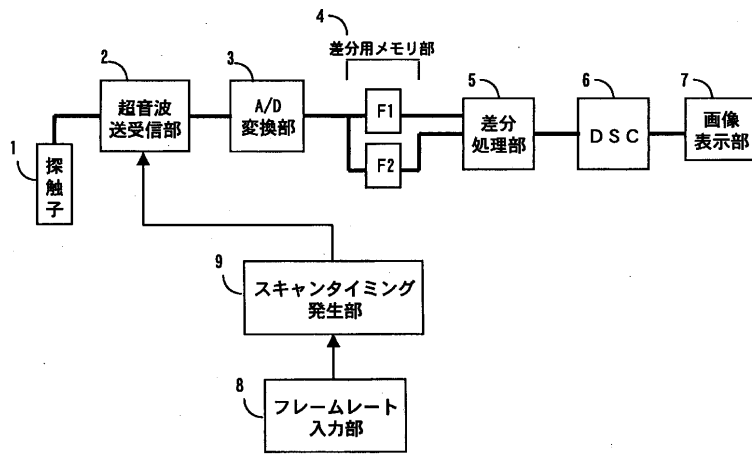 4
差分用メモリ部
2
超音波
送受信部
3
A/D
変換部
F1
F2
5
差分
処理部
6
DSC
7
画像
表示部
1
探
触
子
9
スキャンタイミング
発生部
8
フレームレート
入力部